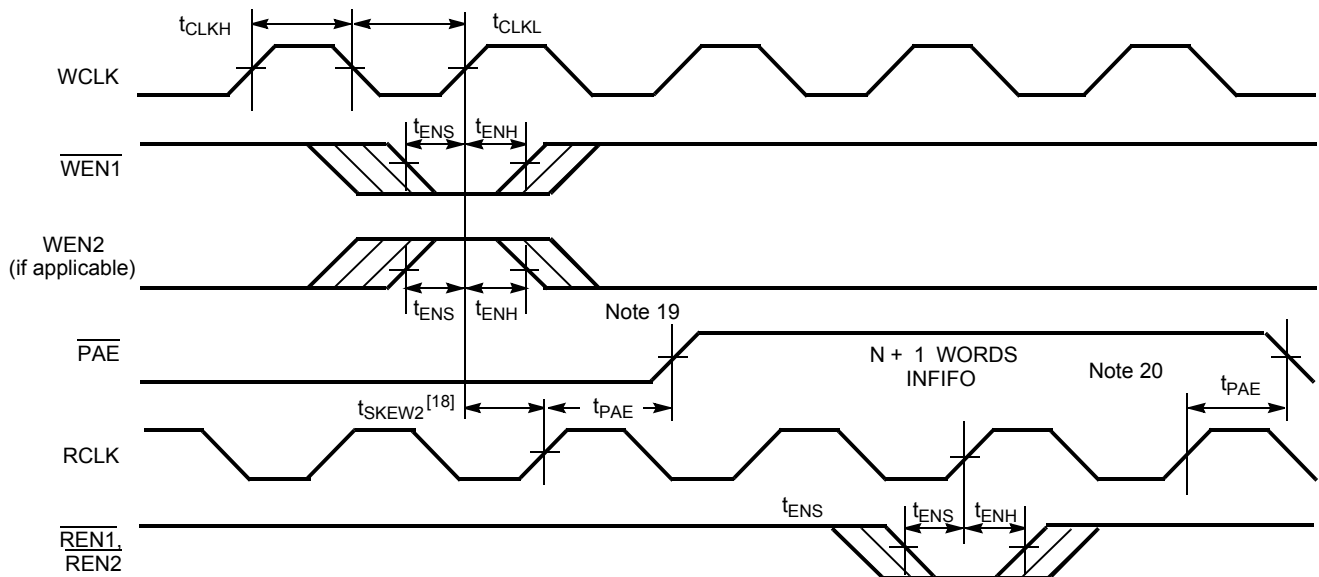 tCLKH
tCLKL
WCLK
tENS tENH
WEN1
WEN2
(if applicable)
tENS tENH
Note 19
PAE
N + 1 WORDS
INFIFO
Note 20
tPAE
tSKEW2[18]
tPAE
RCLK
tENS
tENS tENH
REN1,
REN2